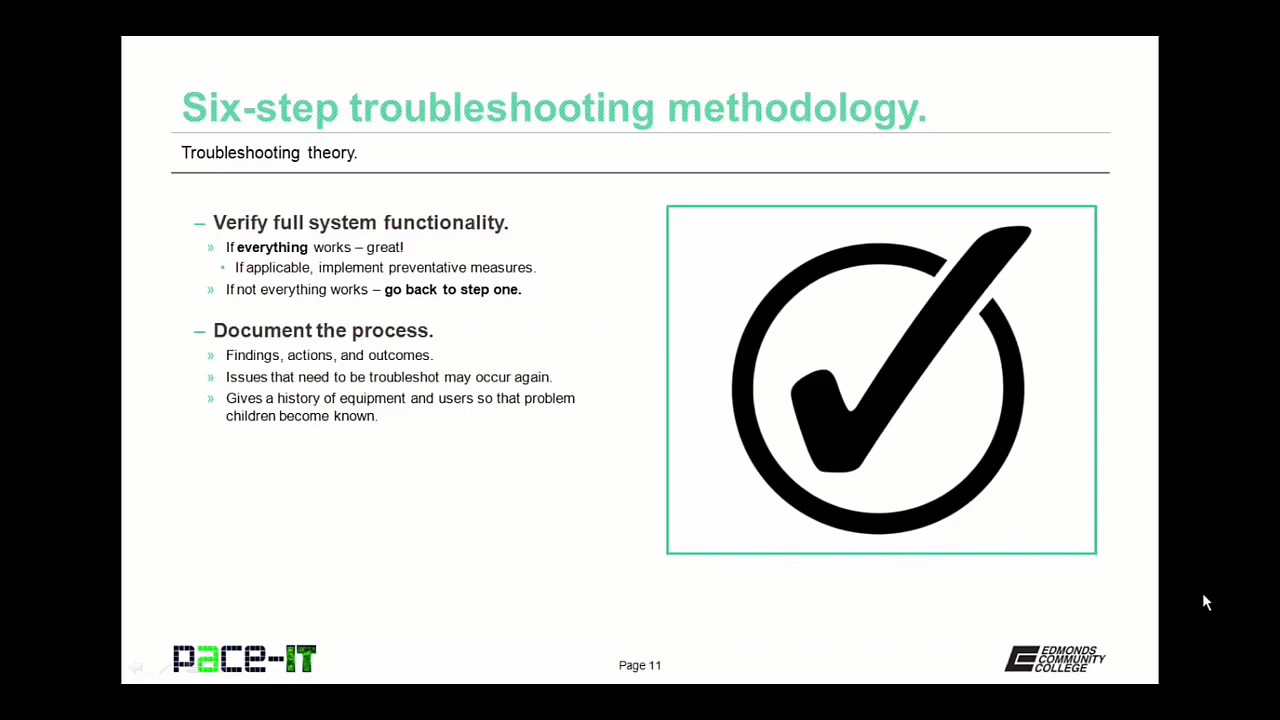 Six-step troubleshooting methodology.
Troubleshooting theory.
– Verify full system functionality.
» If everything works – great!
• If applicable, implement preventative measures.
» If not everything works – go back to step one.
– Document the process.
» Findings, actions, and outcomes.
» Issues that need to be troubleshot may occur again.
» Gives a history of equipment and users so that problem
children become known.
pace-IT
Page 11
EDMONDS
COMMUNITY
COLLEGE